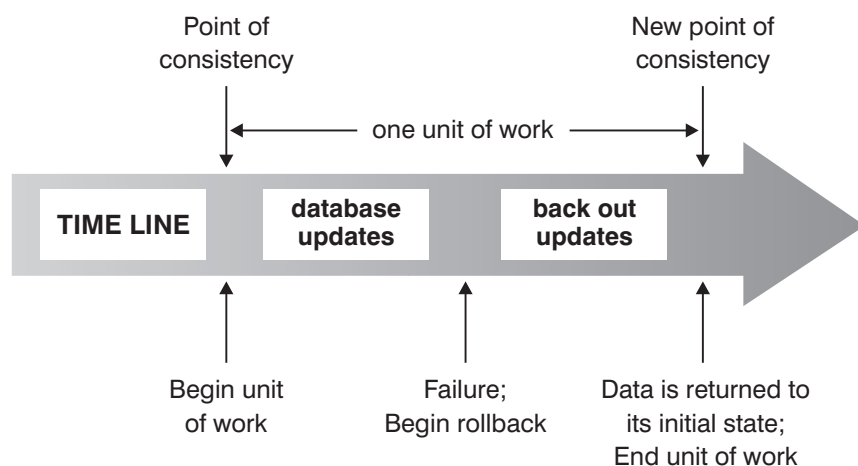 Point of
consistency
New point of
consistency
one unit of work
TIME LINE
database
updates
back out
updates
Begin unit
of work
Failure;
Begin rollback
Data is returned to
its initial state;
End unit of work